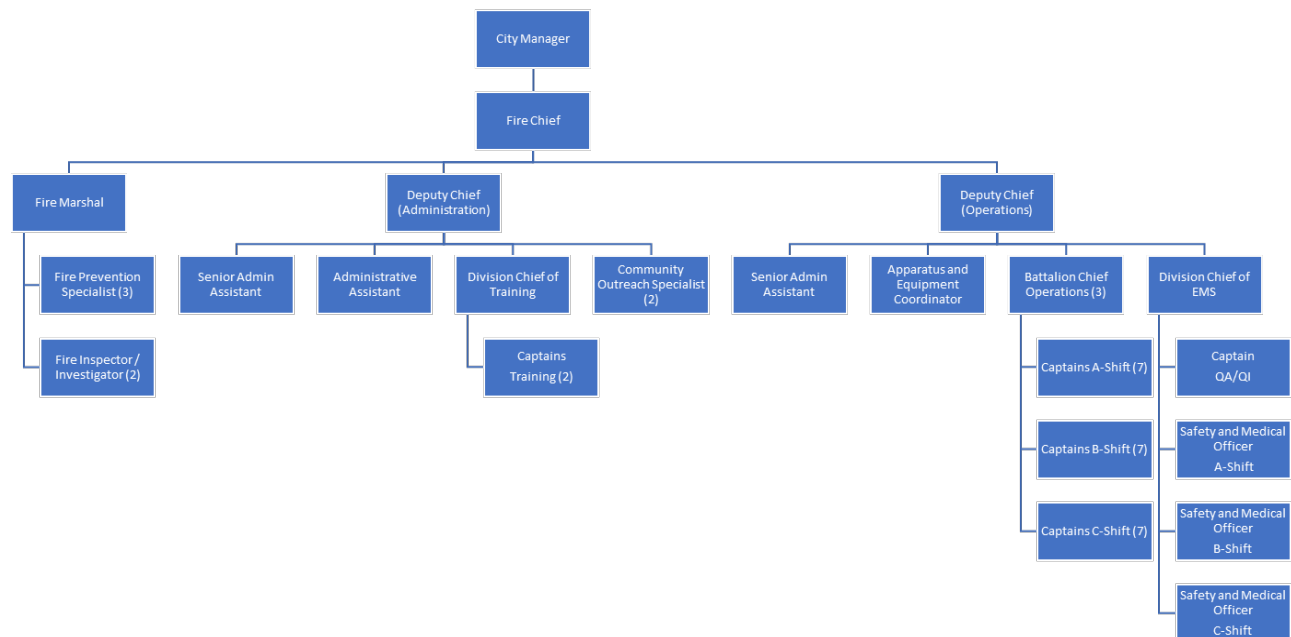 City Manager
Fire Chief
Fire Marshal
Deputy Chief
(Administration)
Deputy Chief
(Operations)
Fire Prevention
Specialist (3)
Senior Admin
Assistant
Administrative
Assistant
Division Chief of
Training
Community
Outreach Specialist
(2)
Senior Admin
Assistant
Apparatus and
Equipment
Coordinator
Battalion Chief
Operations (3)
Division Chief of
EMS
Fire Inspector /
Investigator (2)
Captains
Training (2)
Captains A-Shift (7)
Captain
QA/QI
Captains B-Shift (7)
Safety and Medical
Officer
A-Shift
Captains C-Shift (7)
Safety and Medical
Officer
B-Shift
Safety and Medical
Officer
C-Shift